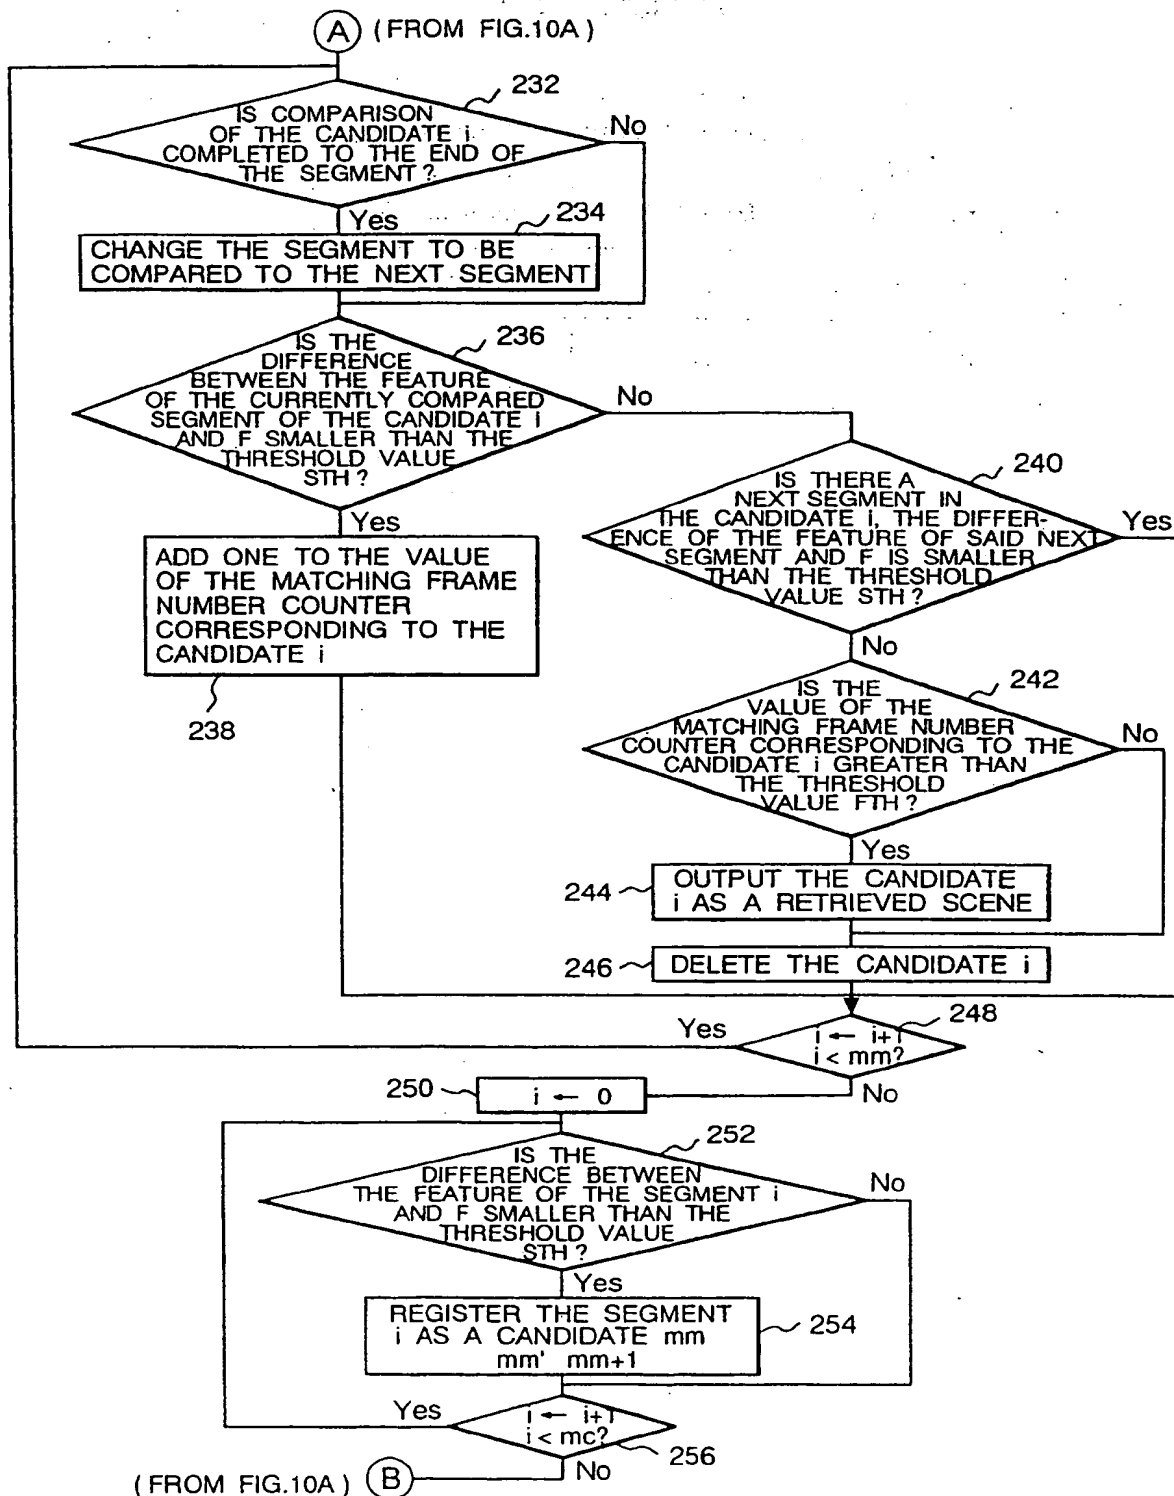 A (FROM FIG.10A)
232
IS COMPARISON
OF THE CANDIDATE i
COMPLETED TO THE END OF
THE SEGMENT?
No
Yes
234
CHANGE THE SEGMENT TO BE
COMPARED TO THE NEXT SEGMENT
236
IS THE
DIFFERENCE
BETWEEN THE FEATURE
OF THE CURRENTLY COMPARED
SEGMENT OF THE CANDIDATE i
AND F SMALLER THAN THE
THRESHOLD VALUE
STH?
No
Yes
ADD ONE TO THE VALUE
OF THE MATCHING FRAME
NUMBER COUNTER
CORRESPONDING TO THE
CANDIDATE i
238
240
IS THERE A
NEXT SEGMENT IN
THE CANDIDATE i, THE DIFFER-
ENCE OF THE FEATURE OF SAID NEXT
SEGMENT AND F IS SMALLER
THAN THE THRESHOLD
VALUE STH?
Yes
No
242
IS THE
VALUE OF THE
MATCHING FRAME NUMBER
COUNTER CORRESPONDING TO THE
CANDIDATE i GREATER THAN
THE THRESHOLD
VALUE FTH?
No
Yes
244
OUTPUT THE CANDIDATE
i AS A RETRIEVED SCENE
246
DELETE THE CANDIDATE i
248
i ← i+1
i < mm?
Yes
No
250
i ← 0
252
IS THE
DIFFERENCE BETWEEN
THE FEATURE OF THE SEGMENT i
AND F SMALLER THAN THE
THRESHOLD VALUE
STH?
No
Yes
REGISTER THE SEGMENT
i AS A CANDIDATE mm
mm' mm+1
254
i ← i+1
i < mc?
Yes
256
No
(FROM FIG.10A) B